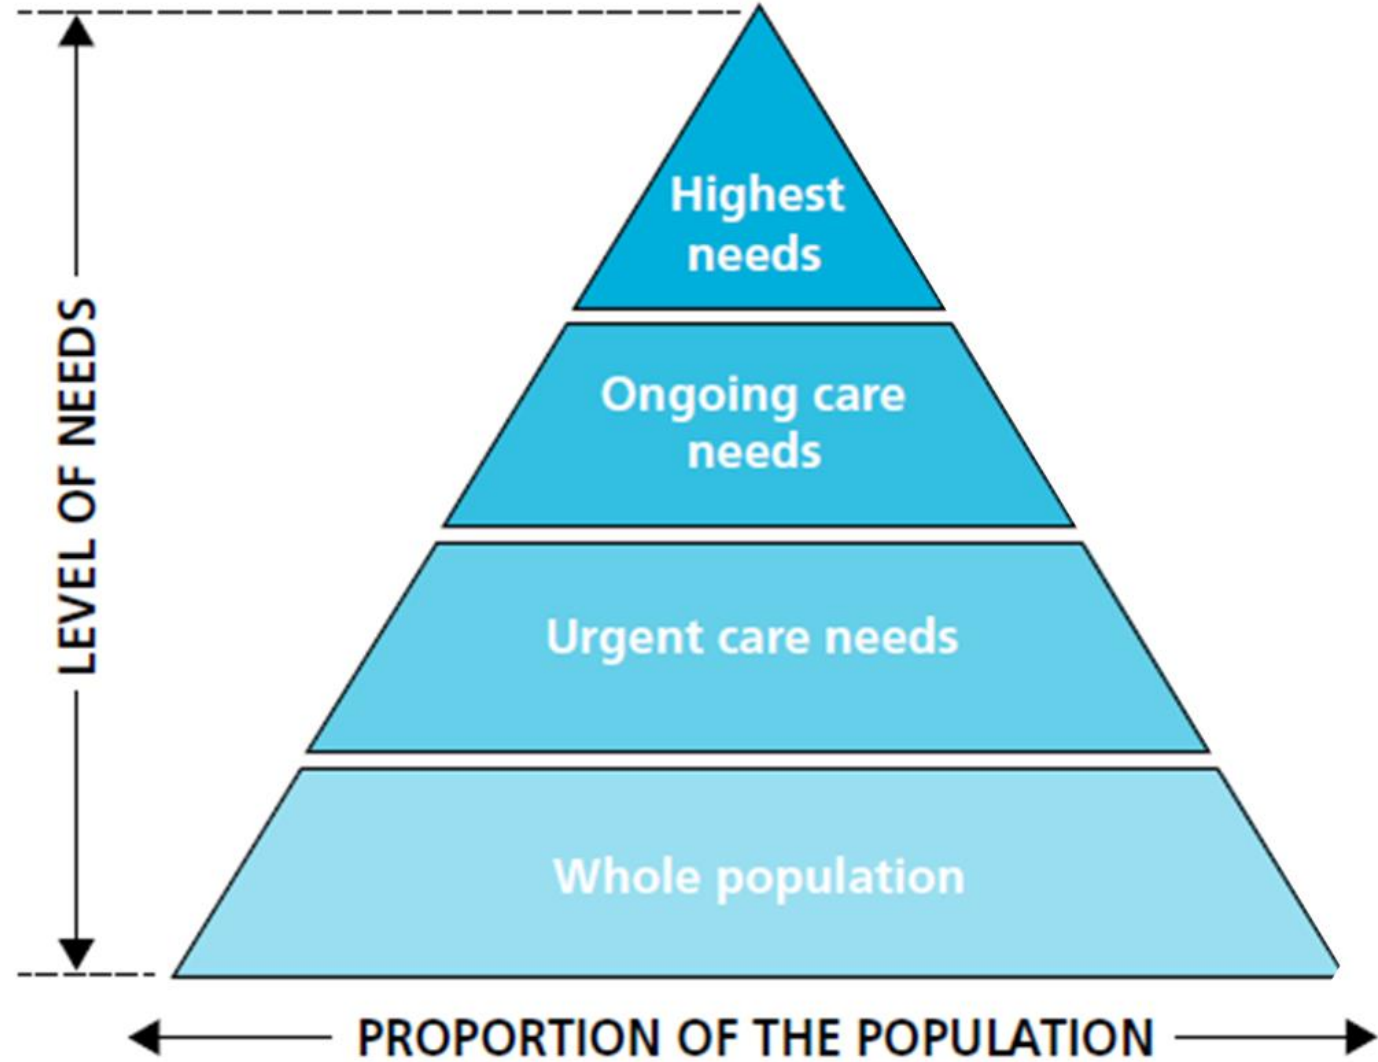 Highest
needs
Ongoing care
needs
LEVEL OF NEEDS
Urgent care needs
Whole population
PROPORTION OF THE POPULATION